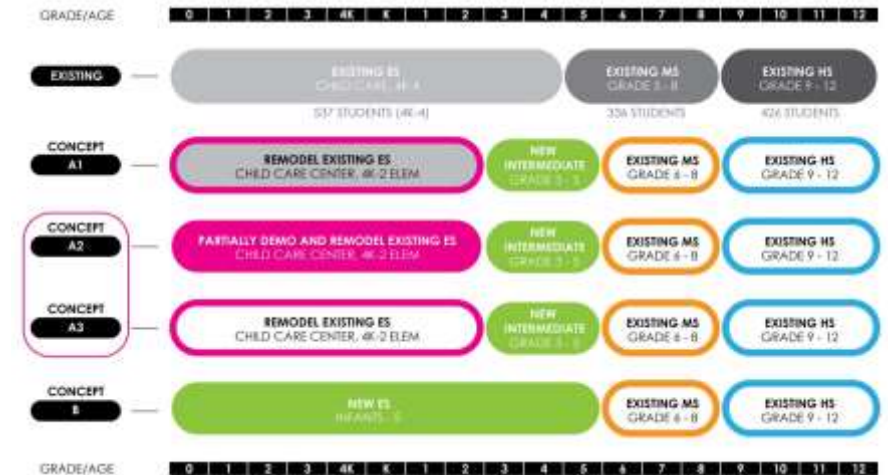 GRADE/AGE 0 1 2 3 4K K 1 2 3 4 5 6 7 8 9 10 11 12
EXISTING
EXISTING ES
CHILD CARE, 4K-4
EXISTING MS
GRADE 5 - 8
EXISTING HS
GRADE 9 - 12
537 STUDENTS (4K-4)
336 STUDENTS
426 STUDENTS
CONCEPT
A1
REMODEL EXISTING ES
CHILD CARE CENTER, 4K-2 ELEM
NEW
INTERMEDIATE
GRADE 3 - 5
EXISTING MS
GRADE 6 - 8
EXISTING HS
GRADE 9 - 12
CONCEPT
A2
PARTIALLY DEMO AND REMODEL EXISTING ES
CHILD CARE CENTER, 4K-2 ELEM
NEW
INTERMEDIATE
GRADE 3 - 5
EXISTING MS
GRADE 6 - 8
EXISTING HS
GRADE 9 - 12
CONCEPT
A3
REMODEL EXISTING ES
CHILD CARE CENTER, 4K-2 ELEM
NEW
INTERMEDIATE
GRADE 3 - 5
EXISTING MS
GRADE 6 - 8
EXISTING HS
GRADE 9 - 12
CONCEPT
B
NEW ES
INFANTS - 5
EXISTING MS
GRADE 6 - 8
EXISTING HS
GRADE 9 - 12
GRADE/AGE 0 1 2 3 4K K 1 2 3 4 5 6 7 8 9 10 11 12